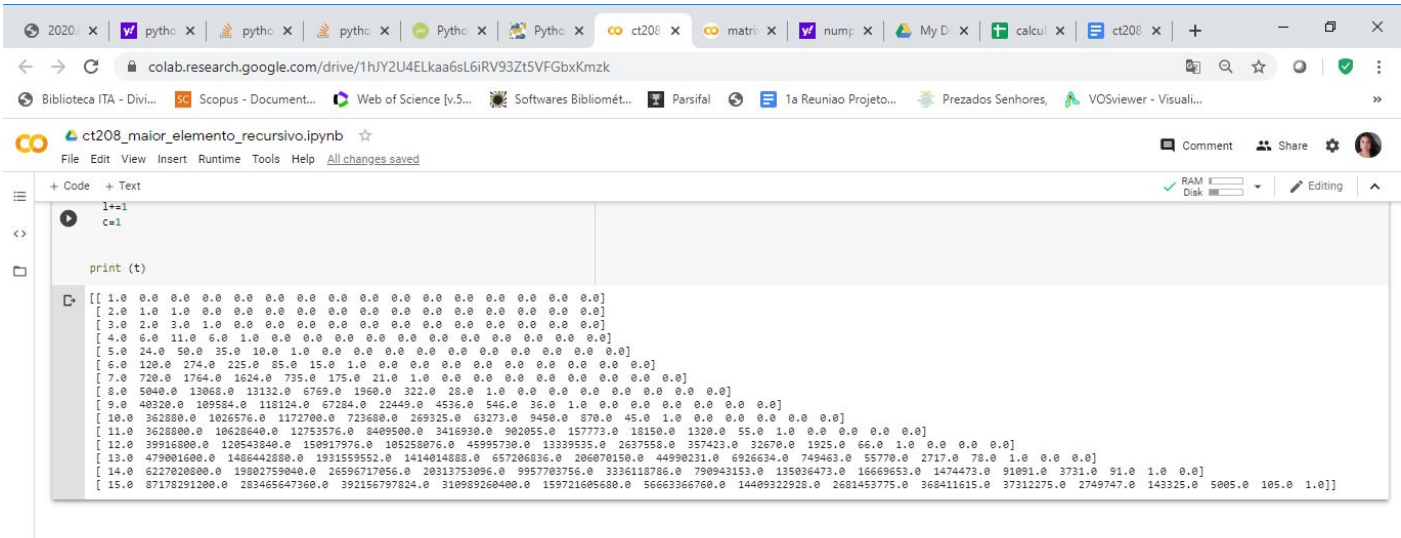 2020.( pytho pytho pytho Pytho Pytho ct208 matri nump My D calcul ct208
colab.research.google.com/drive/1hJY2U4ELkaa6sL6iRV93Zt5VFGbxKmzk
Biblioteca ITA - Divi... SC Scopus - Document... Web of Science [v.5... Softwares Bibliomét... Parsifal 1a Reuniao Projeto... Prezados Senhores, VOSviewer - Visuali... »
CO ct208_maior_elemento_recursivo.ipynb
Comment Share
File Edit View Insert Runtime Tools Help All changes saved
+ Code + Text RAM Disk Editing
l+=1
c=1
print (t)
[[ 1.0 0.0 0.0 0.0 0.0 0.0 0.0 0.0 0.0 0.0 0.0 0.0 0.0 0.0 0.0 0.0]
[ 2.0 1.0 1.0 0.0 0.0 0.0 0.0 0.0 0.0 0.0 0.0 0.0 0.0 0.0 0.0 0.0]
[ 3.0 2.0 3.0 1.0 0.0 0.0 0.0 0.0 0.0 0.0 0.0 0.0 0.0 0.0 0.0 0.0]
[ 4.0 6.0 11.0 6.0 1.0 0.0 0.0 0.0 0.0 0.0 0.0 0.0 0.0 0.0 0.0 0.0]
[ 5.0 24.0 50.0 35.0 10.0 1.0 0.0 0.0 0.0 0.0 0.0 0.0 0.0 0.0 0.0 0.0]
[ 6.0 120.0 274.0 225.0 85.0 15.0 1.0 0.0 0.0 0.0 0.0 0.0 0.0 0.0 0.0 0.0]
[ 7.0 720.0 1764.0 1624.0 735.0 175.0 21.0 1.0 0.0 0.0 0.0 0.0 0.0 0.0 0.0 0.0]
[ 8.0 5040.0 13068.0 13132.0 6769.0 1960.0 322.0 28.0 1.0 0.0 0.0 0.0 0.0 0.0 0.0 0.0]
[ 9.0 40320.0 109584.0 118124.0 67284.0 22449.0 4536.0 546.0 36.0 1.0 0.0 0.0 0.0 0.0 0.0 0.0]
[ 10.0 362880.0 1026576.0 1172700.0 723680.0 269325.0 63273.0 9450.0 870.0 45.0 1.0 0.0 0.0 0.0 0.0 0.0]
[ 11.0 3628800.0 10628640.0 12753576.0 8409500.0 3416930.0 902055.0 157773.0 18150.0 1320.0 55.0 1.0 0.0 0.0 0.0 0.0]
[ 12.0 39916800.0 120543840.0 150917976.0 105258076.0 45995730.0 13339535.0 2637558.0 357423.0 32670.0 1925.0 66.0 1.0 0.0 0.0 0.0]
[ 13.0 479001600.0 1486442880.0 1931559552.0 1414014888.0 657206836.0 206070150.0 44990231.0 6926634.0 749463.0 55770.0 2717.0 78.0 1.0 0.0 0.0]
[ 14.0 6227020800.0 19802759040.0 26596717056.0 20313753096.0 9957703756.0 3336118786.0 790943153.0 135036473.0 16669653.0 1474473.0 91091.0 3731.0 91.0 1.0 0.0]
[ 15.0 87178291200.0 283465647360.0 392156797824.0 310989260400.0 159721605680.0 56663366760.0 14409322928.0 2681453775.0 368411615.0 37312275.0 2749747.0 143325.0 5005.0 105.0 1.0]]